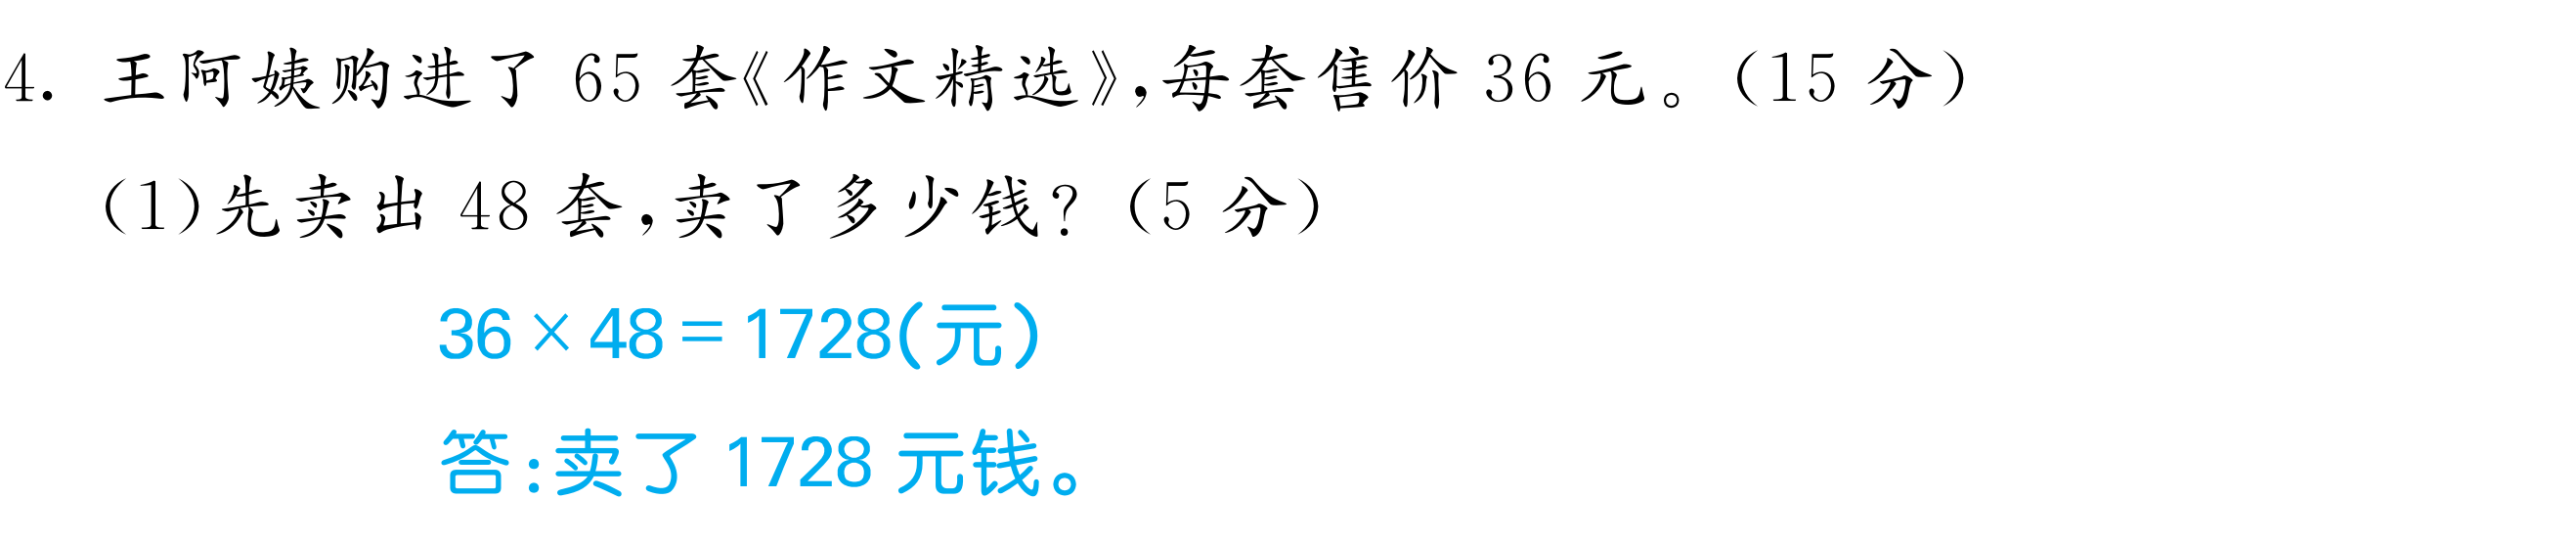 4. 王阿姨购进了 65 套《作文精选》,每套售价 36 元。(15 分)
(1)先卖出 48 套,卖了多少钱?(5 分)
36×48=1728(元)
答:卖了 1728 元钱。